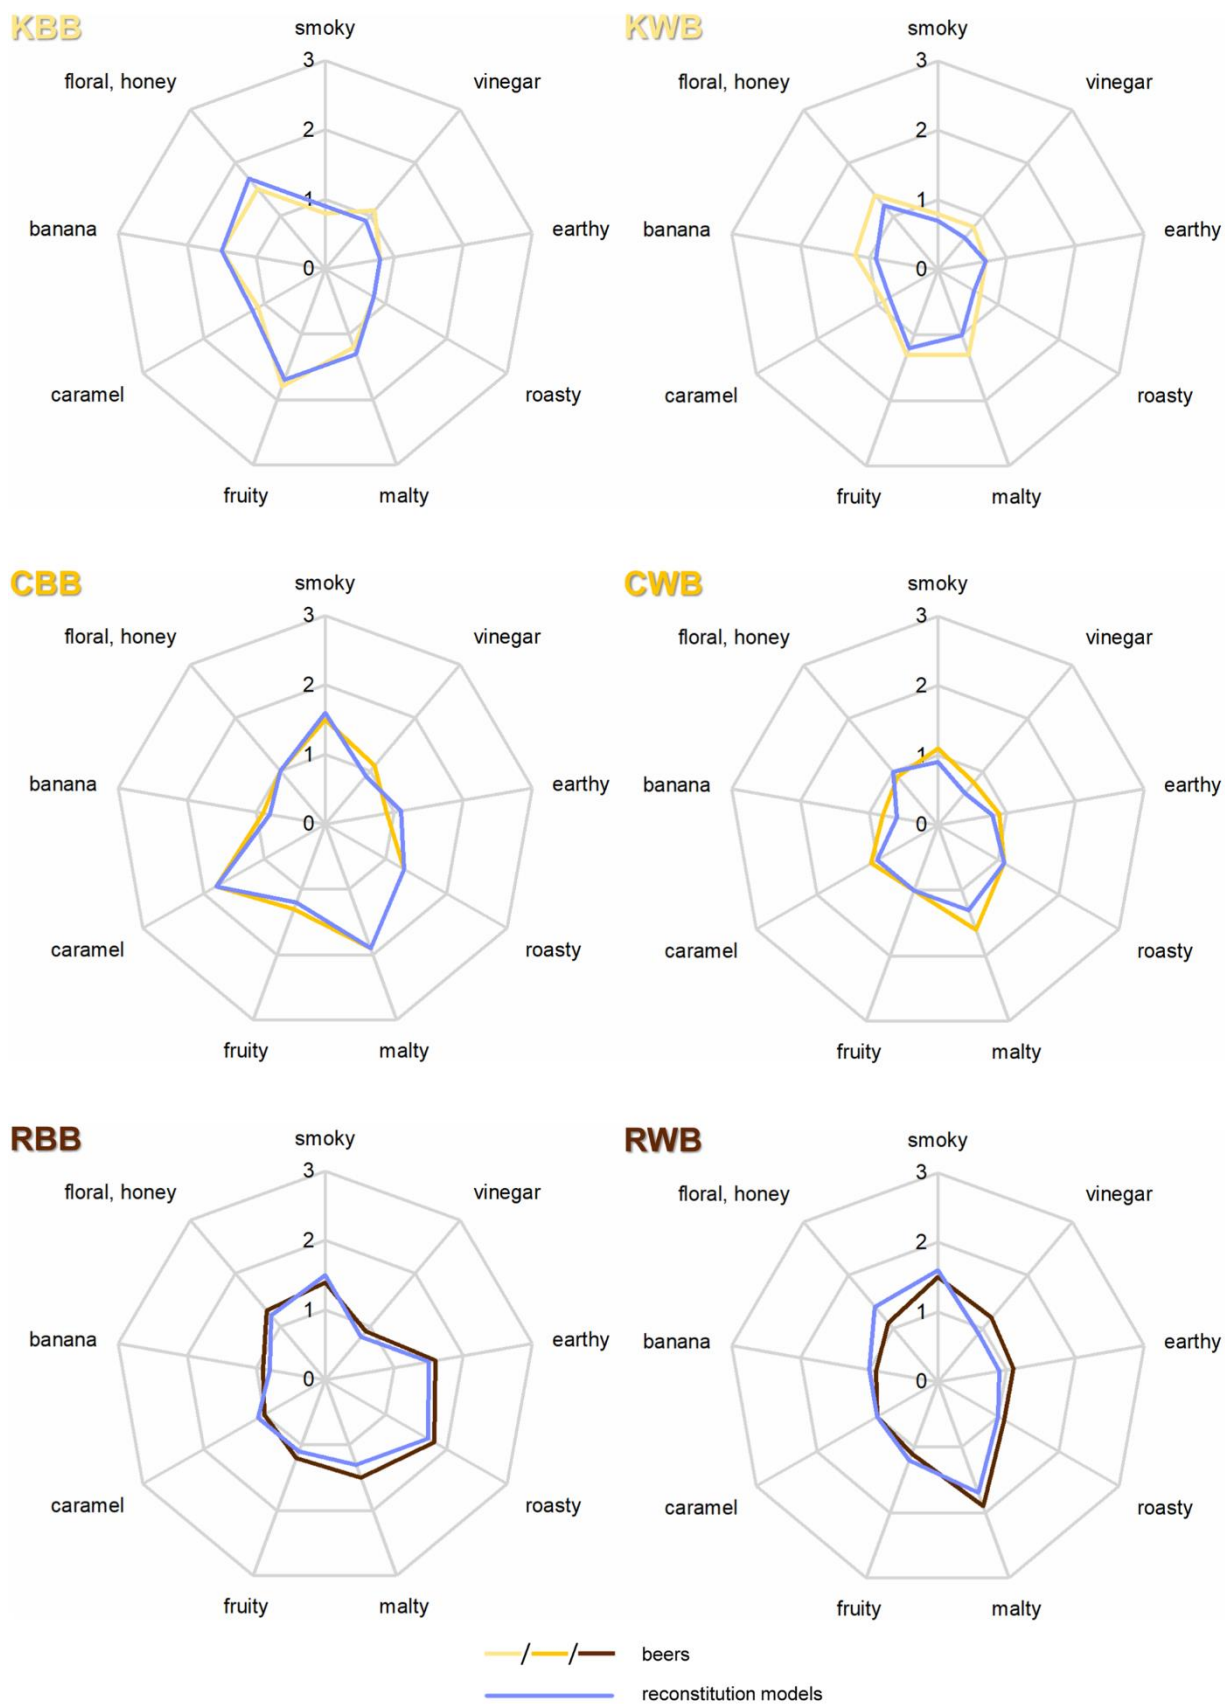 KBB
smoky
3
floral, honey
vinegar
2
1
banana
earthy
0
caramel
roasty
fruity
malty
KWB
smoky
3
floral, honey
vinegar
2
1
banana
earthy
0
caramel
roasty
fruity
malty
CBB
smoky
3
floral, honey
vinegar
2
1
banana
earthy
0
caramel
roasty
fruity
malty
CWB
smoky
3
floral, honey
vinegar
2
1
banana
earthy
0
caramel
roasty
fruity
malty
RBB
smoky
3
floral, honey
vinegar
2
1
banana
earthy
0
caramel
roasty
fruity
malty
RWB
smoky
3
floral, honey
vinegar
2
1
banana
earthy
0
caramel
roasty
fruity
malty
/ / beers
reconstitution models